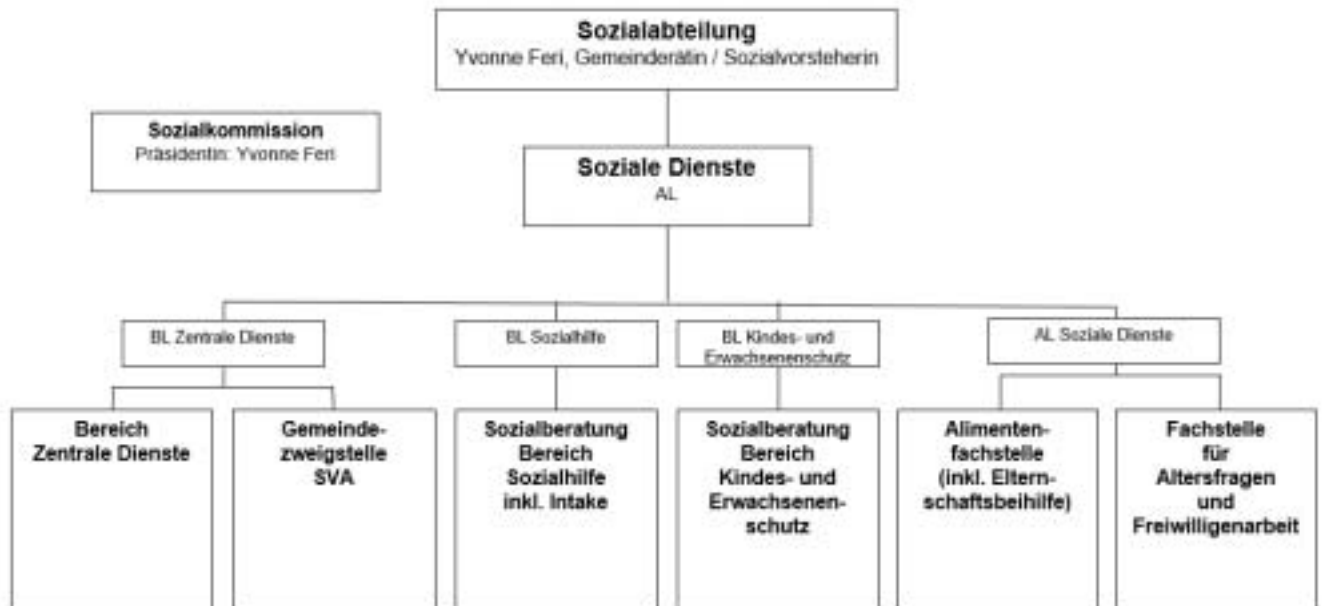 Sozialabteilung
Yvonne Feri, Gemeinderätin / Sozialvorsteherin
Sozialkommission
Präsidentin: Yvonne Feri
Soziale Dienste
AL
BL Zentrale Dienste
BL Sozialhilfe
BL Kindes- und
Erwachsenenschutz
AL Soziale Dienste
Bereich
Zentrale Dienste
Gemeinde-
zweigstelle
SVA
Sozialberatung
Bereich
Sozialhilfe
inkl. Intake
Sozialberatung
Bereich
Kindes- und
Erwachsenen-
schutz
Alimenten-
fachstelle
(inkl. Eltern-
schaftsbeihilfe)
Fachstelle
für
Altersfragen
und
Freiwilligenarbeit